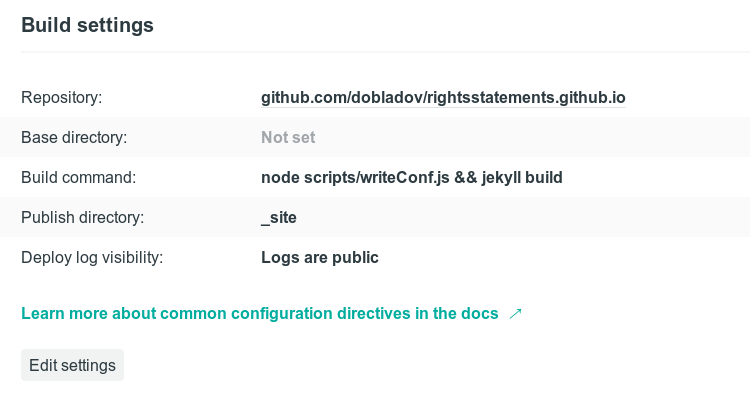 Build settings
Repository: github.com/dobladov/rightsstatements.github.io
Base directory: Not set
Build command: node scripts/writeConf.js && jekyll build
Publish directory: _site
Deploy log visibility: Logs are public
Learn more about common configuration directives in the docs ↗
Edit settings